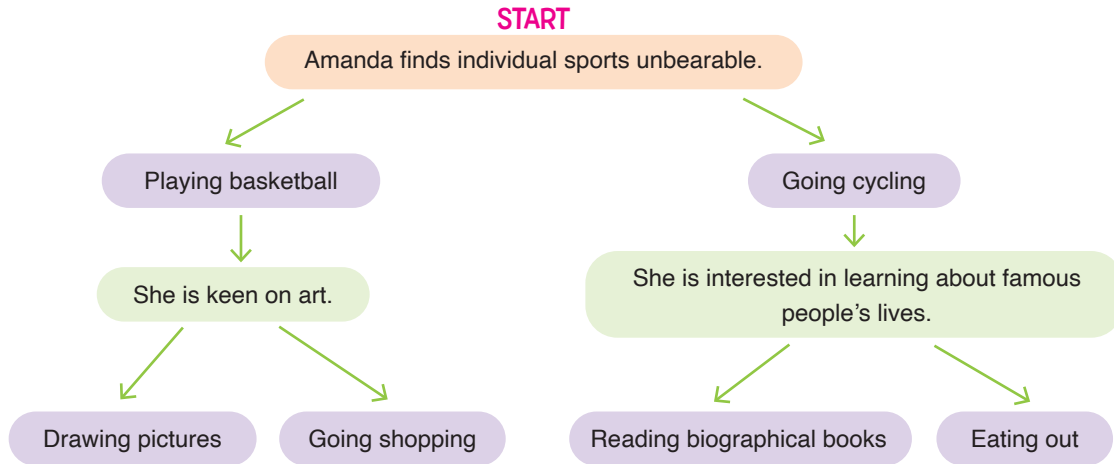 START
Amanda finds individual sports unbearable.
Playing basketball
Going cycling
She is keen on art.
She is interested in learning about famous
people's lives.
Drawing pictures
Going shopping
Reading biographical books
Eating out